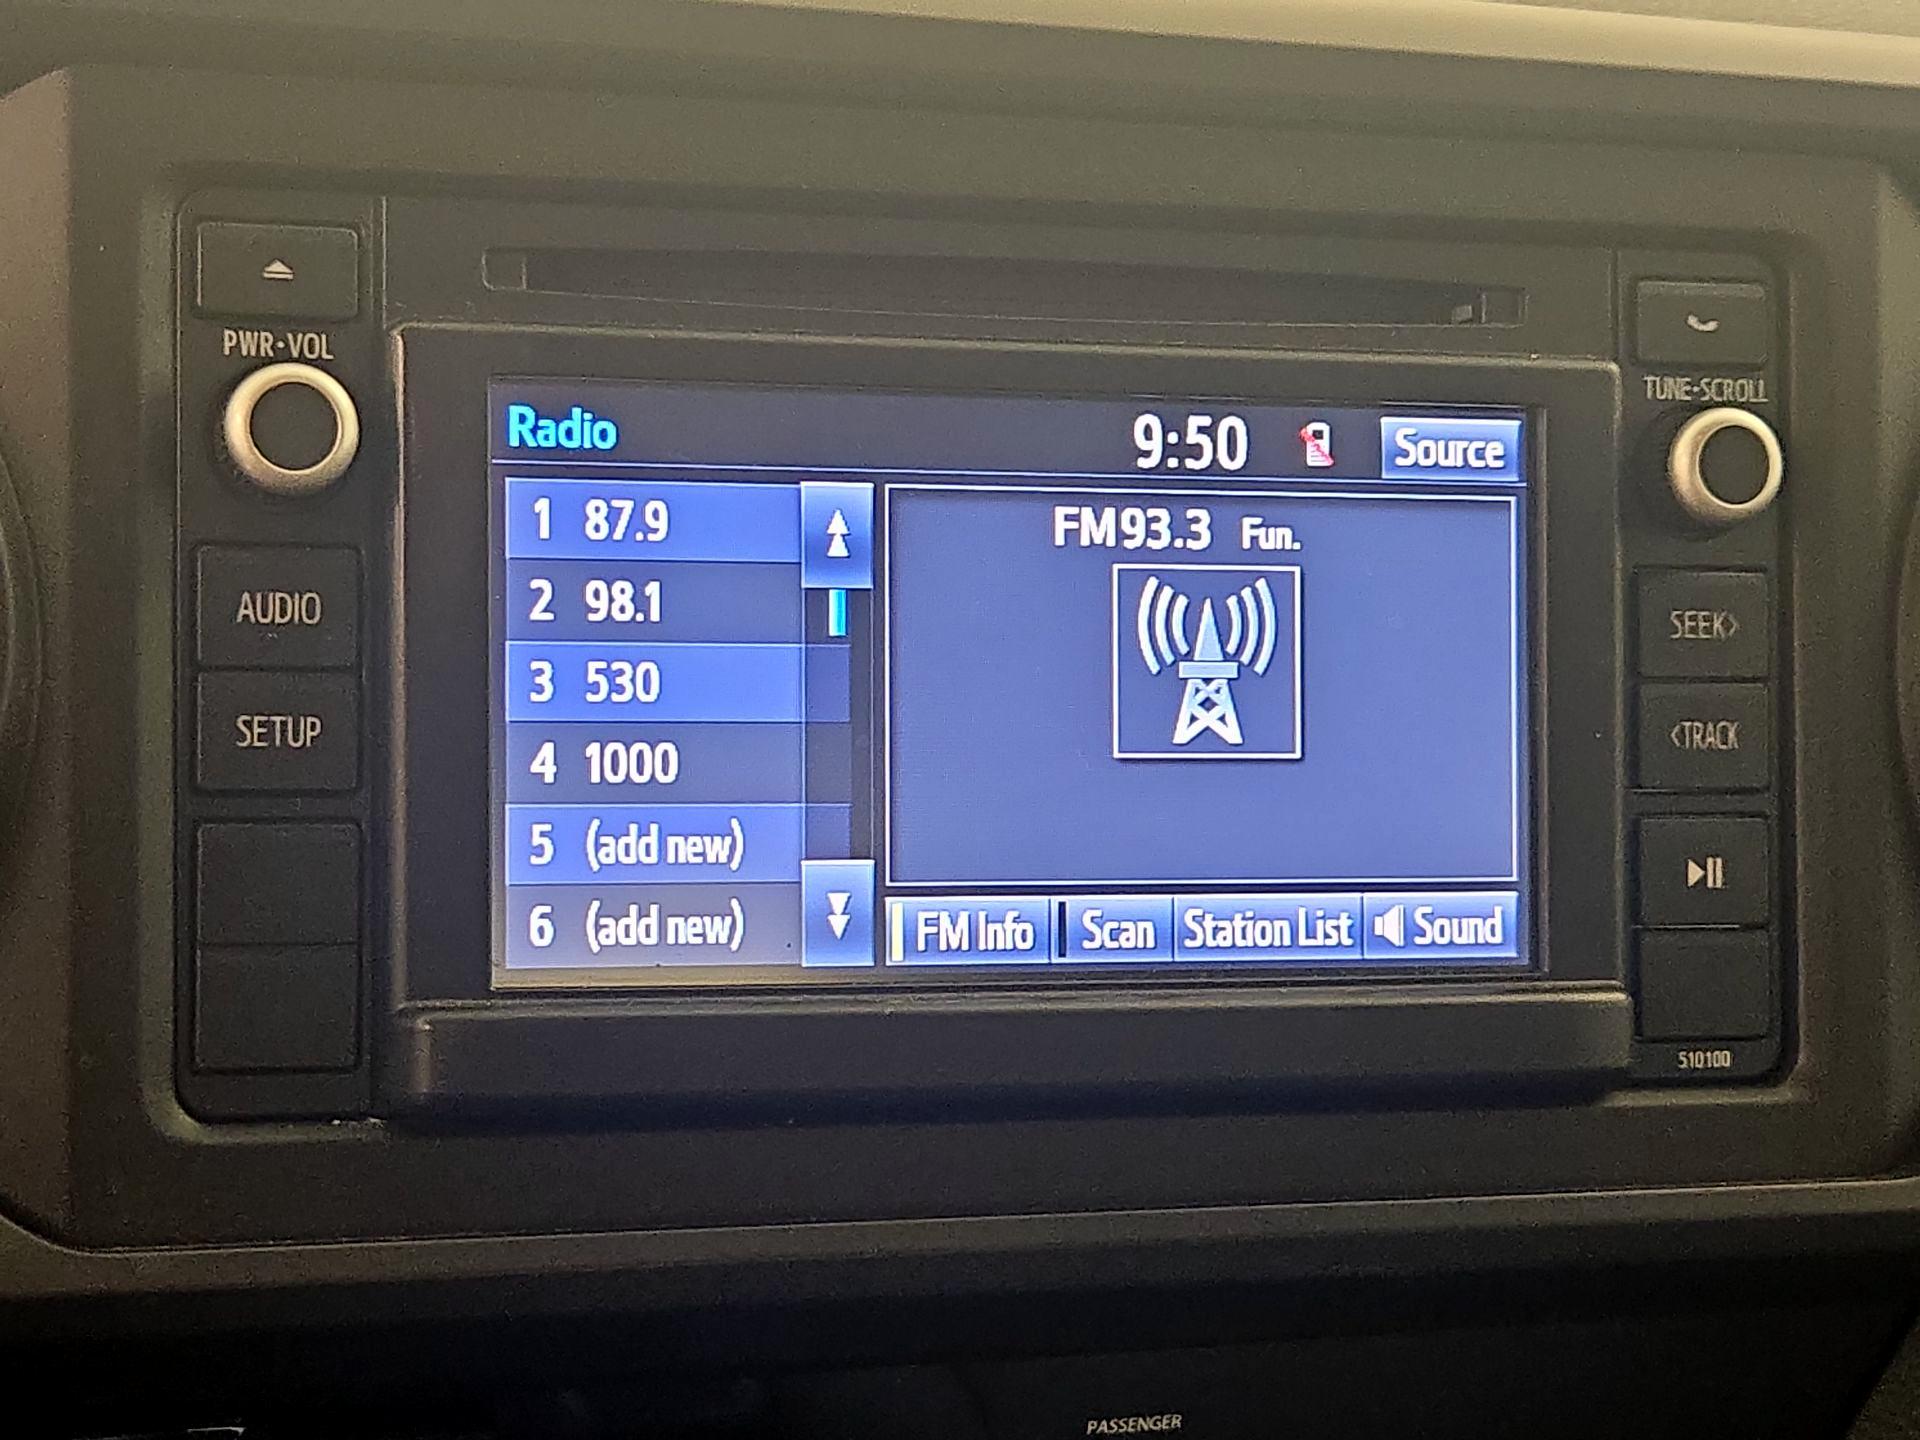 PWR•VOL
TUNE•SCROLL
Radio
9:50
Source
1 87.9
2 98.1
3 530
4 1000
5 (add new)
6 (add new)
FM93.3 Fun.
FM Info
Scan
Station List
Sound
AUDIO
SETUP
SEEK>
<TRACK
510100
PASSENGER